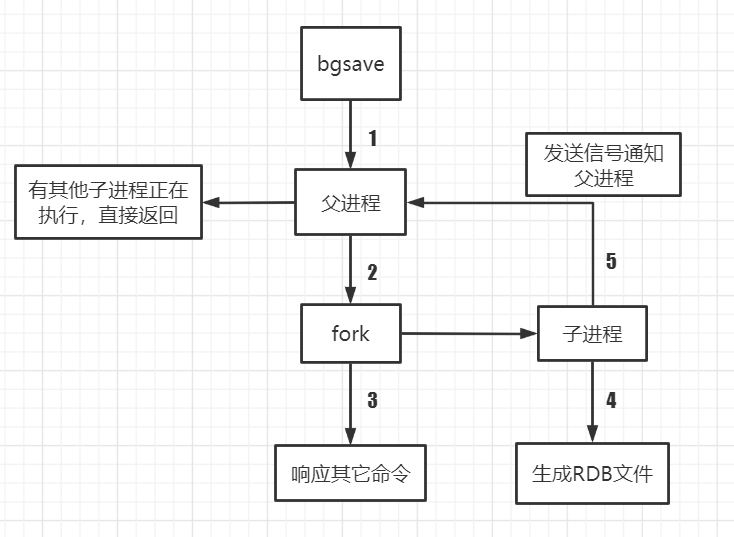 bgsave
1
发送信号通知
父进程
有其他子进程正在
执行，直接返回
父进程
2
5
fork
子进程
3
4
响应其它命令
生成RDB文件